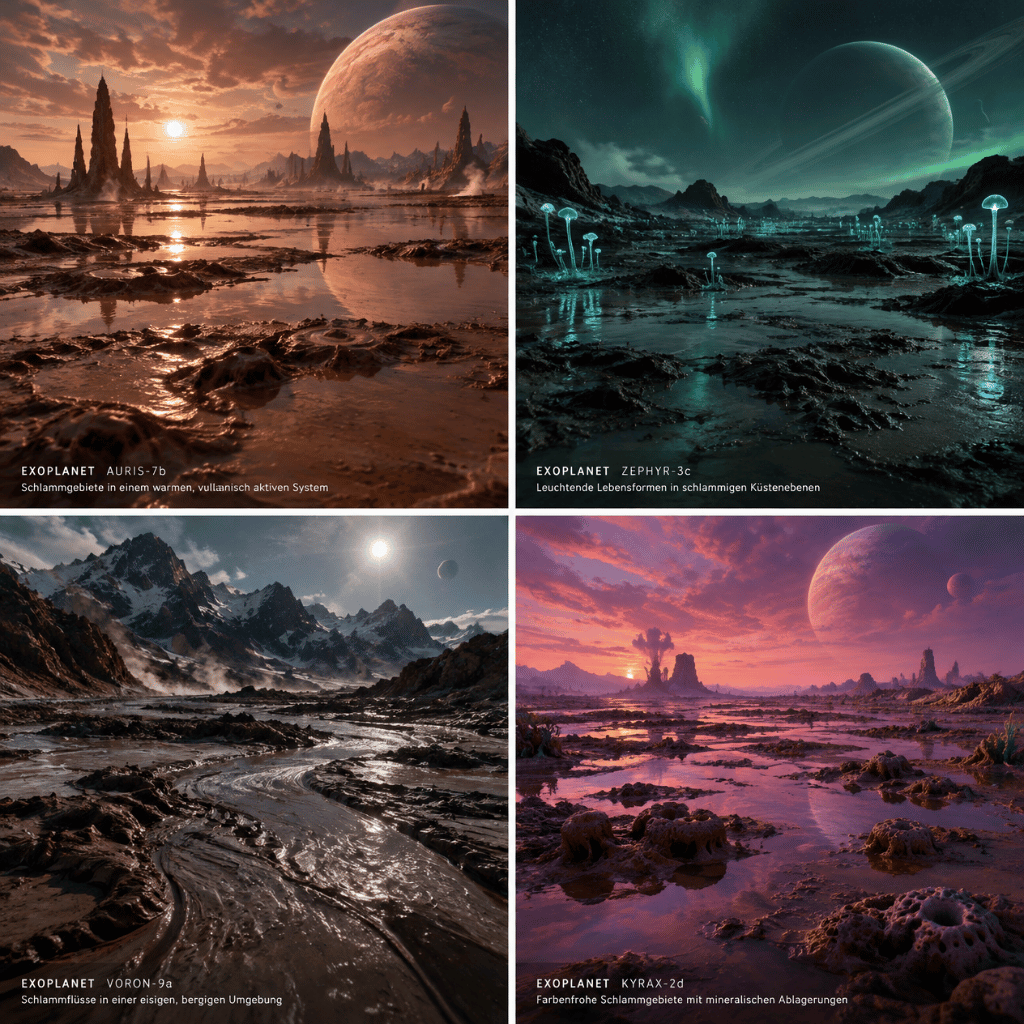 EXOPLANET AURIS-7b
Schlammgebiete in einem warmen, vullanisch aktiven System
EXOPLANET ZEPHYR-3c
Leuchtende Lebensformen in schlammigen Küstenebenen
EXOPLANET VORON-9a
Schlammflüsse in einer eisigen, bergigen Umgebung
EXOPLANET KYRAX-2d
Farbenfrohe Schlammgebiete mit mineralischen Ablagerungen